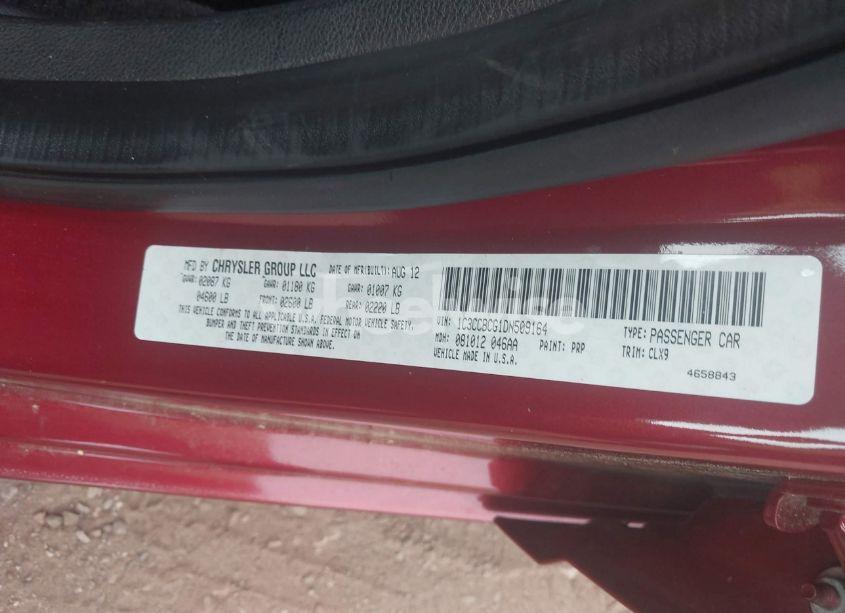 MFD BY CHRYSLER GROUP LLC DATE OF MFR(BUILT): AUG 12
GVWR: 02087 KG GAWR: 01180 KG GAWR: 01007 KG
04600 LB FRONT: 02600 LB REAR: 02220 LB
THIS VEHICLE CONFORMS TO ALL APPLICABLE U.S.A. FEDERAL MOTOR VEHICLE SAFETY,
BUMPER AND THEFT PREVENTION STANDARDS IN EFFECT ON
THE DATE OF MANUFACTURE SHOWN ABOVE.
VIN: 1C3CCBCG1DN509164 TYPE: PASSENGER CAR
MDH: 081012 046AA PAINT: PRP TRIM: CLX9
VEHICLE MADE IN U.S.A.
4658843